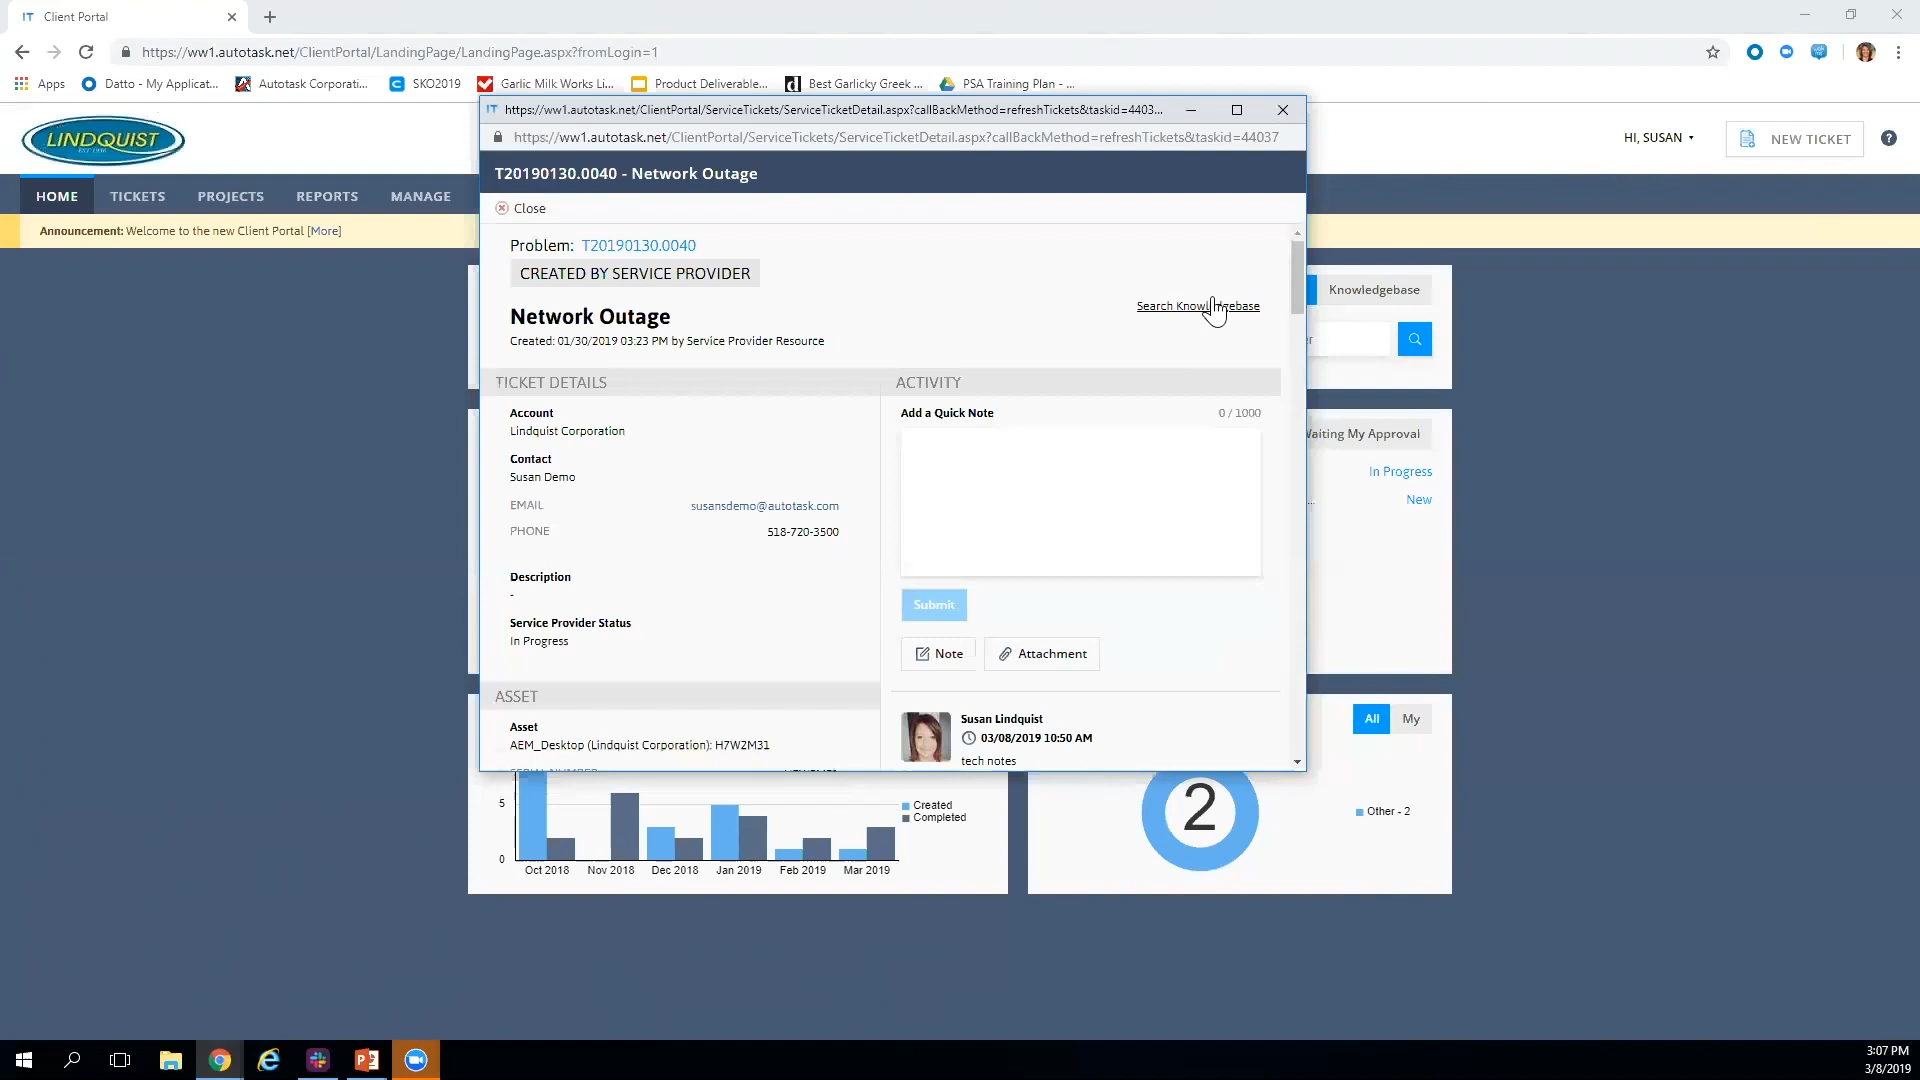 Client Portal
https://ww1.autotask.net/ClientPortal/LandingPage/LandingPage.aspx?fromLogin=1
Apps
Datto - My Applicat...
Autotask Corporati...
SKO2019
Garlic Milk Works Li...
Product Deliverable...
Best Garlicky Greek ...
PSA Training Plan - ...
https://ww1.autotask.net/ClientPortal/ServiceTickets/ServiceTicketDetail.aspx?callBackMethod=refreshTickets&taskid=4403...
https://ww1.autotask.net/ClientPortal/ServiceTickets/ServiceTicketDetail.aspx?callBackMethod=refreshTickets&taskid=44037
LINDQUIST
HI, SUSAN
NEW TICKET
HOME
TICKETS
PROJECTS
REPORTS
MANAGE
Announcement: Welcome to the new Client Portal [More]
T20190130.0040 - Network Outage
Close
Problem: T20190130.0040
CREATED BY SERVICE PROVIDER
Network Outage
Created: 01/30/2019 03:23 PM by Service Provider Resource
Search
TICKET DETAILS
Account
Lindquist Corporation
Contact
Susan Demo
EMAIL
susansdemo@autotask.com
PHONE
518-720-3500
Description
-
Service Provider Status
In Progress
ASSET
Asset
AEM_Desktop (Lindquist Corporation): H7W2M31
ACTIVITY
Add a Quick Note
0 / 1000
Submit
Note
Attachment
Susan Lindquist
03/08/2019 10:50 AM
tech notes
Knowledgebase
My Approval
In Progress
...
New
All
My
5
0
Oct 2018
Nov 2018
Dec 2018
Jan 2019
Feb 2019
Mar 2019
Created
Completed
2
Other - 2
3:07 PM
3/8/2019